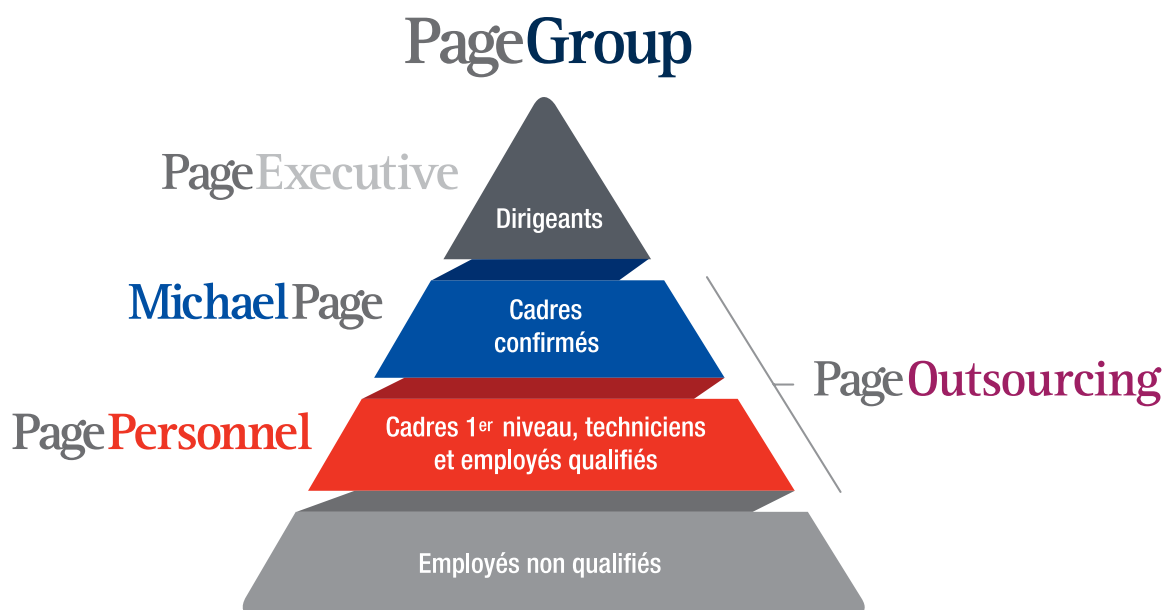 PageGroup
PageExecutive
Dirigeants
MichaelPage
Cadres
confirmés
PageOutsourcing
PagePersonnel
Cadres 1er niveau, techniciens
et employés qualifiés
Employés non qualifiés